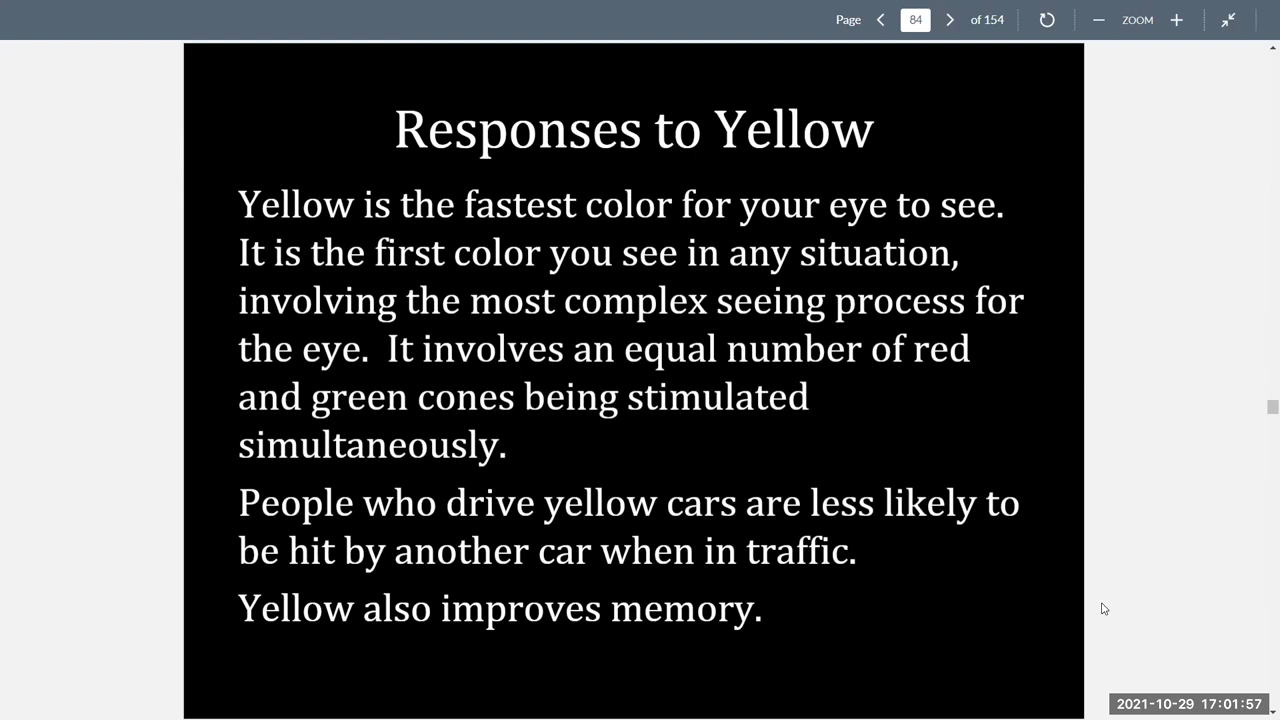 Page 84 of 154 ZOOM
Responses to Yellow
Yellow is the fastest color for your eye to see.
It is the first color you see in any situation,
involving the most complex seeing process for
the eye.  It involves an equal number of red
and green cones being stimulated
simultaneously.
People who drive yellow cars are less likely to
be hit by another car when in traffic.
Yellow also improves memory.
2021-10-29 17:01:57